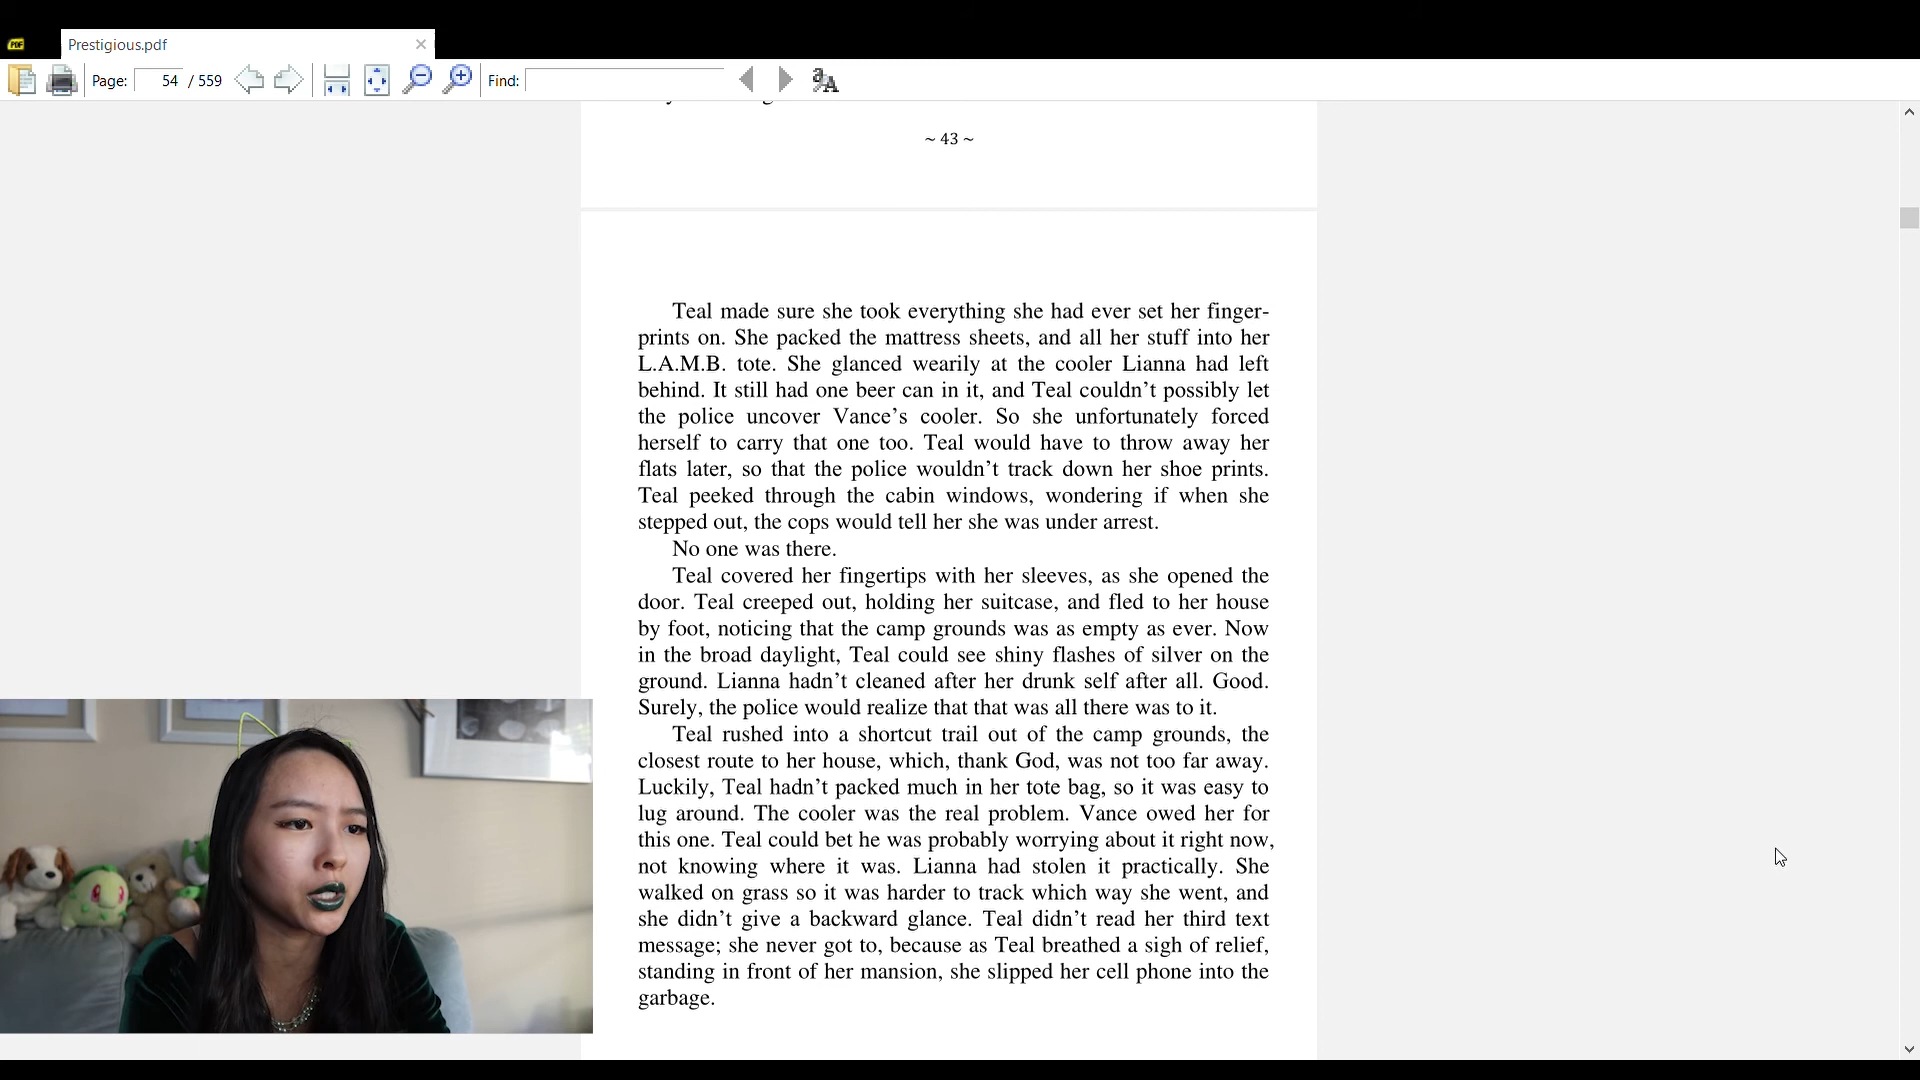 PDF
Prestigious.pdf
Page: 54 / 559
Find:
~ 43 ~
Teal made sure she took everything she had ever set her finger-
prints on. She packed the mattress sheets, and all her stuff into her
L.A.M.B. tote. She glanced wearily at the cooler Lianna had left
behind. It still had one beer can in it, and Teal couldn’t possibly let
the police uncover Vance’s cooler. So she unfortunately forced
herself to carry that one too. Teal would have to throw away her
flats later, so that the police wouldn’t track down her shoe prints.
Teal peeked through the cabin windows, wondering if when she
stepped out, the cops would tell her she was under arrest.
No one was there.
Teal covered her fingertips with her sleeves, as she opened the
door. Teal creeped out, holding her suitcase, and fled to her house
by foot, noticing that the camp grounds was as empty as ever. Now
in the broad daylight, Teal could see shiny flashes of silver on the
ground. Lianna hadn’t cleaned after her drunk self after all. Good.
Surely, the police would realize that that was all there was to it.
Teal rushed into a shortcut trail out of the camp grounds, the
closest route to her house, which, thank God, was not too far away.
Luckily, Teal hadn’t packed much in her tote bag, so it was easy to
lug around. The cooler was the real problem. Vance owed her for
this one. Teal could bet he was probably worrying about it right now,
not knowing where it was. Lianna had stolen it practically. She
walked on grass so it was harder to track which way she went, and
she didn’t give a backward glance. Teal didn’t read her third text
message; she never got to, because as Teal breathed a sigh of relief,
standing in front of her mansion, she slipped her cell phone into the
garbage.